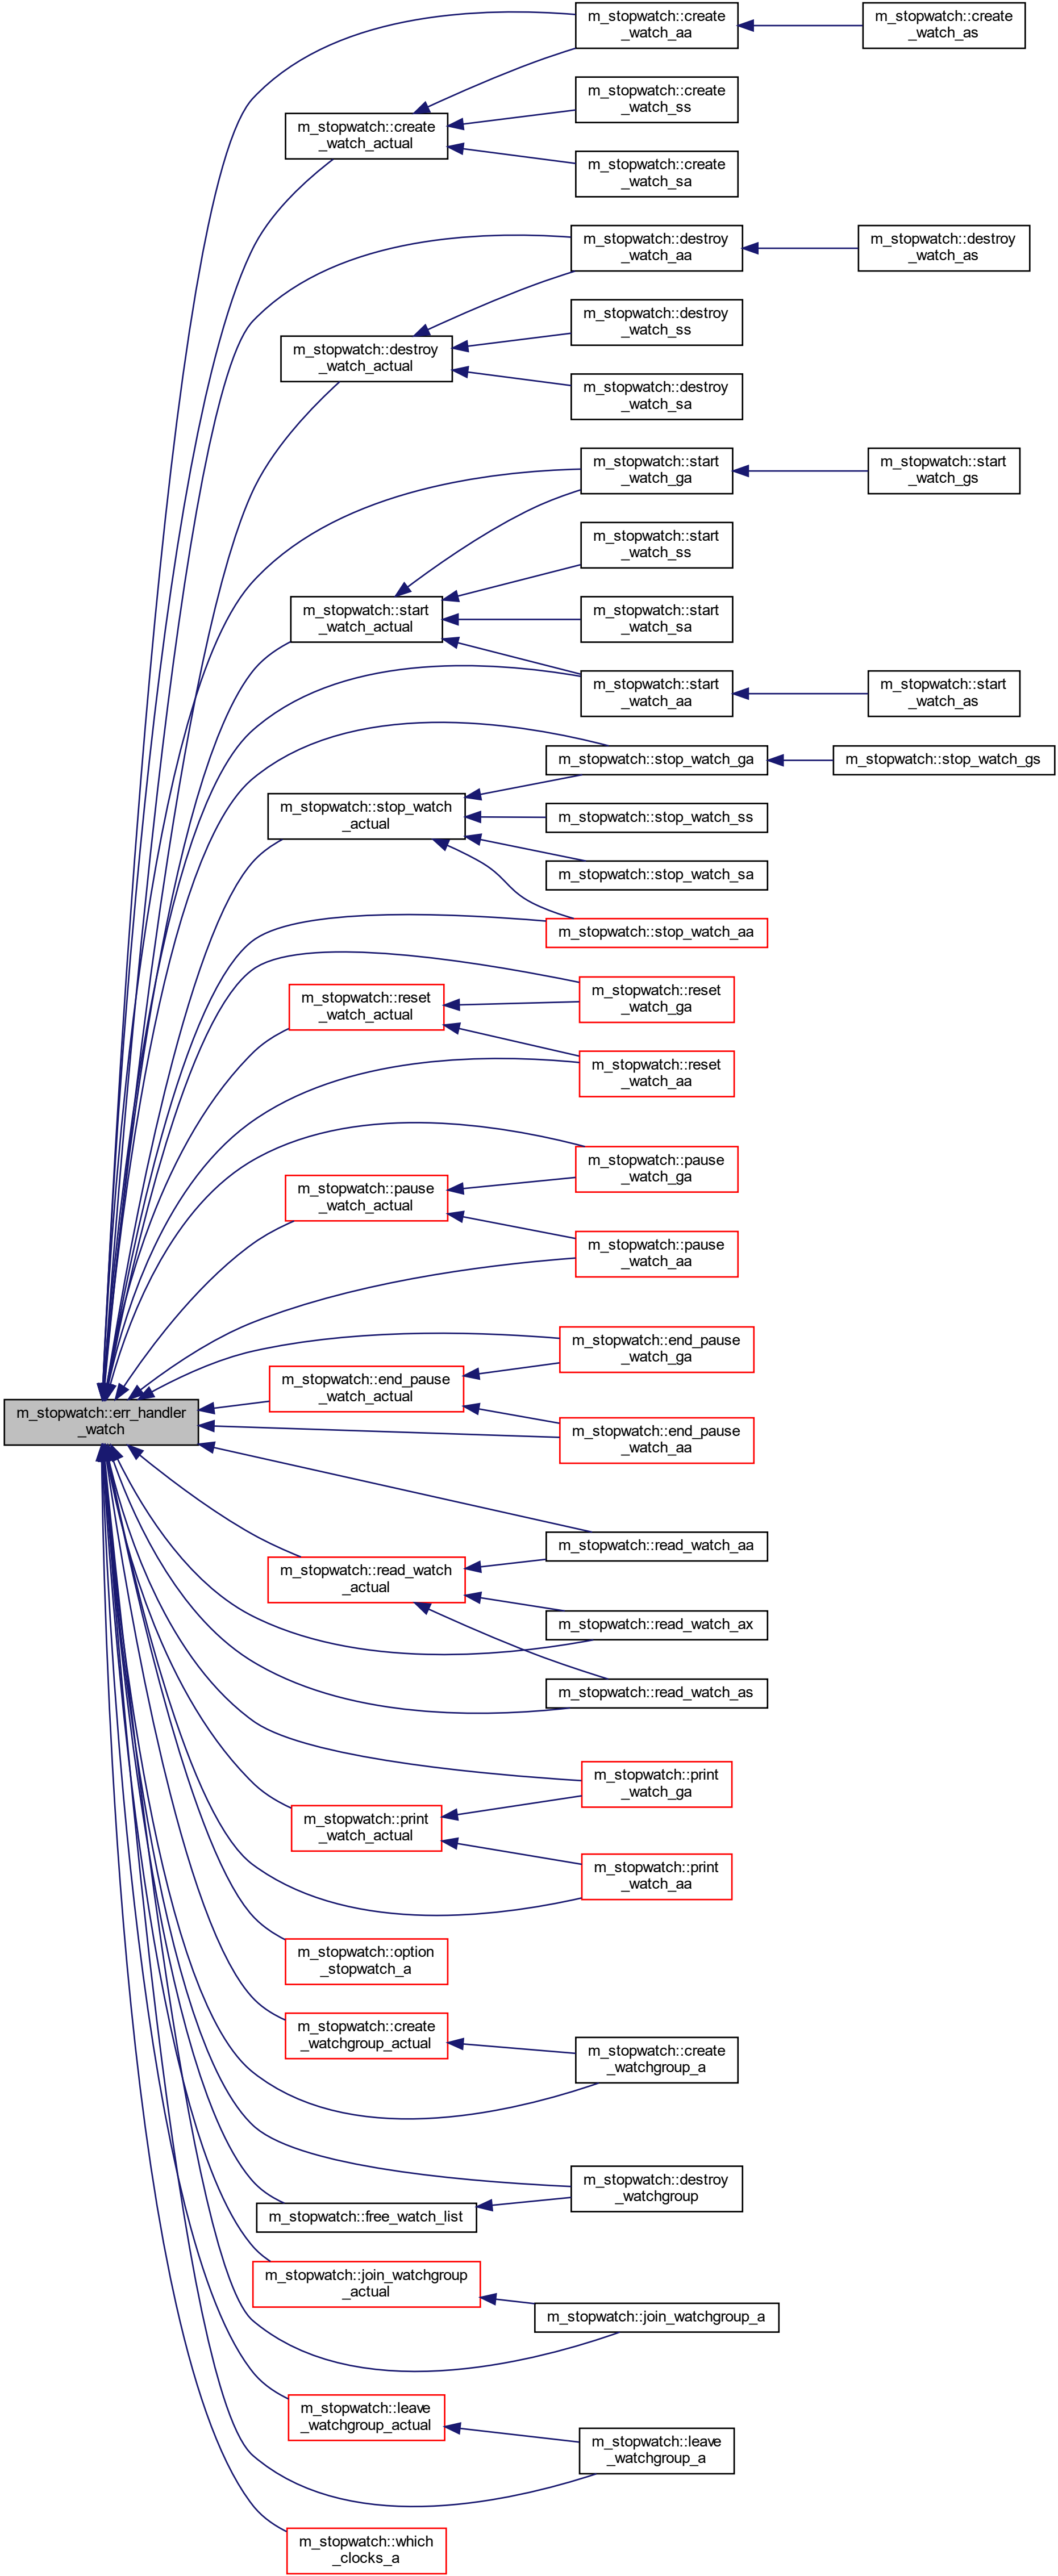 m_stopwatch::create
_watch_aa
m_stopwatch::create
_watch_as
m_stopwatch::create
_watch_ss
m_stopwatch::create
_watch_actual
m_stopwatch::create
_watch_sa
m_stopwatch::destroy
_watch_aa
m_stopwatch::destroy
_watch_as
m_stopwatch::destroy
_watch_ss
m_stopwatch::destroy
_watch_actual
m_stopwatch::destroy
_watch_sa
m_stopwatch::start
_watch_ga
m_stopwatch::start
_watch_gs
m_stopwatch::start
_watch_ss
m_stopwatch::start
_watch_actual
m_stopwatch::start
_watch_sa
m_stopwatch::start
_watch_aa
m_stopwatch::start
_watch_as
m_stopwatch::stop_watch_ga
m_stopwatch::stop_watch_gs
m_stopwatch::stop_watch
_actual
m_stopwatch::stop_watch_ss
m_stopwatch::stop_watch_sa
m_stopwatch::stop_watch_aa
m_stopwatch::reset
_watch_actual
m_stopwatch::reset
_watch_ga
m_stopwatch::reset
_watch_aa
m_stopwatch::pause
_watch_ga
m_stopwatch::pause
_watch_actual
m_stopwatch::pause
_watch_aa
m_stopwatch::end_pause
_watch_ga
m_stopwatch::end_pause
_watch_actual
m_stopwatch::err_handler
_watch
m_stopwatch::end_pause
_watch_aa
m_stopwatch::read_watch_aa
m_stopwatch::read_watch
_actual
m_stopwatch::read_watch_ax
m_stopwatch::read_watch_as
m_stopwatch::print
_watch_ga
m_stopwatch::print
_watch_actual
m_stopwatch::print
_watch_aa
m_stopwatch::option
_stopwatch_a
m_stopwatch::create
_watchgroup_actual
m_stopwatch::create
_watchgroup_a
m_stopwatch::destroy
_watchgroup
m_stopwatch::free_watch_list
m_stopwatch::join_watchgroup
_actual
m_stopwatch::join_watchgroup_a
m_stopwatch::leave
_watchgroup_actual
m_stopwatch::leave
_watchgroup_a
m_stopwatch::which
_clocks_a